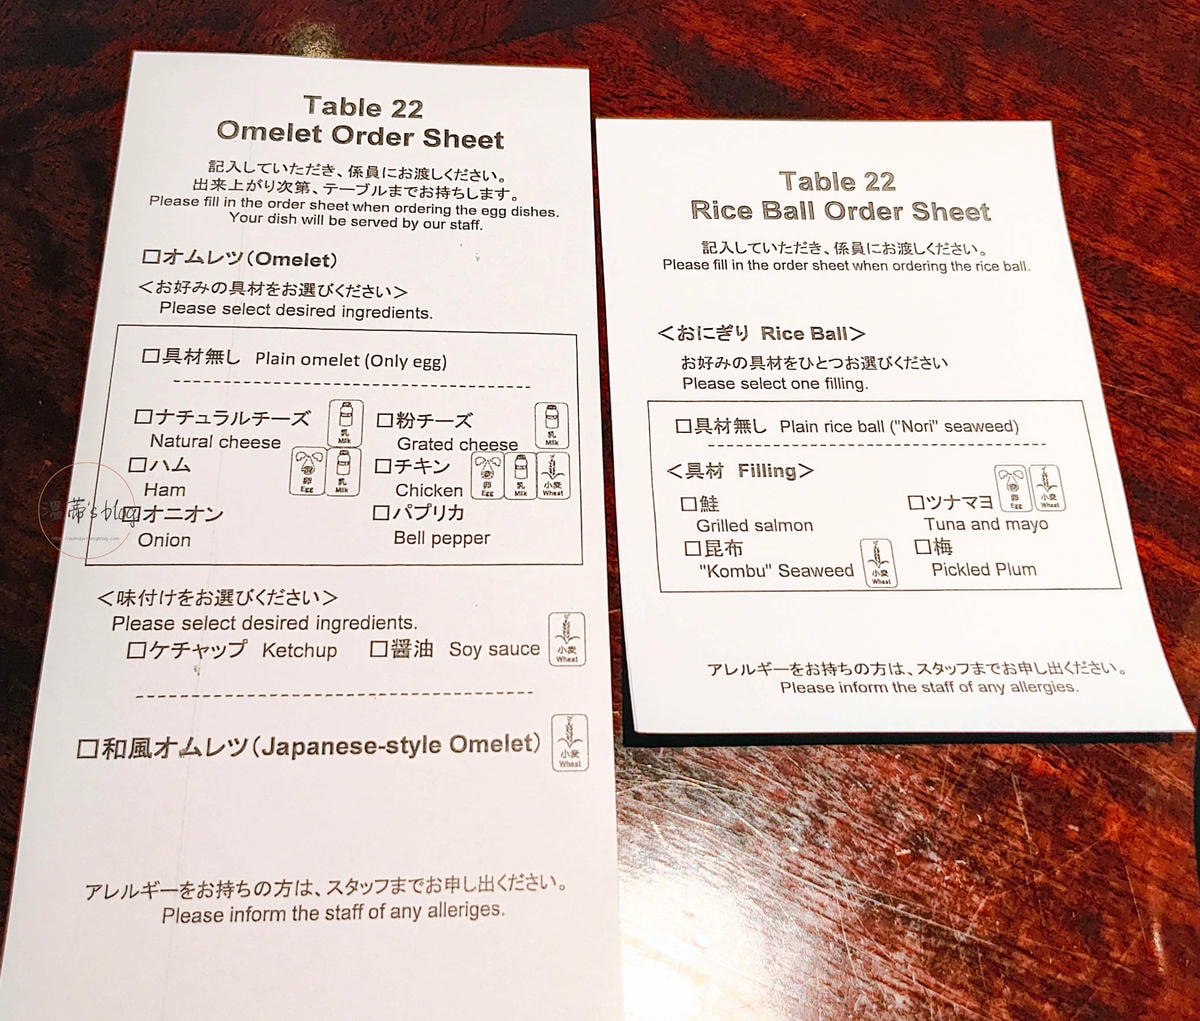 Table 22
Omelet Order Sheet
記入していただき、係員にお渡しください。
出来上がり次第、テーブルまでお持ちします。
Please fill in the order sheet when ordering the egg dishes.
Your dish will be served by our staff.
□オムレツ(Omelet)
＜お好みの具材をお選びください＞
Please select desired ingredients.
□具材無し Plain omelet (Only egg)
□ナチュラルチーズ 乳 Milk □粉チーズ 乳 Milk
Natural cheese Grated cheese
□ハム 卵 Egg 乳 Milk □チキン 卵 Egg 乳 Milk 小麦 Wheat
Ham Chicken
□オニオン □パプリカ
Onion Bell pepper
＜味付けをお選びください＞
Please select desired ingredients.
□ケチャップ Ketchup □醤油 Soy sauce 小麦 Wheat
□和風オムレツ(Japanese-style Omelet) 小麦 Wheat
アレルギーをお持ちの方は、スタッフまでお申し出ください。
Please inform the staff of any alleriges.
Table 22
Rice Ball Order Sheet
記入していただき、係員にお渡しください。
Please fill in the order sheet when ordering the rice ball.
＜おにぎり Rice Ball＞
お好みの具材をひとつお選びください
Please select one filling.
□具材無し Plain rice ball ("Nori" seaweed)
＜具材 Filling＞
□鮭 □ツナマヨ 卵 Egg 小麦 Wheat
Grilled salmon Tuna and mayo
□昆布 □梅
"Kombu" Seaweed 小麦 Wheat Pickled Plum
アレルギーをお持ちの方は、スタッフまでお申し出ください。
Please inform the staff of any allergies.
溫蒂's blog